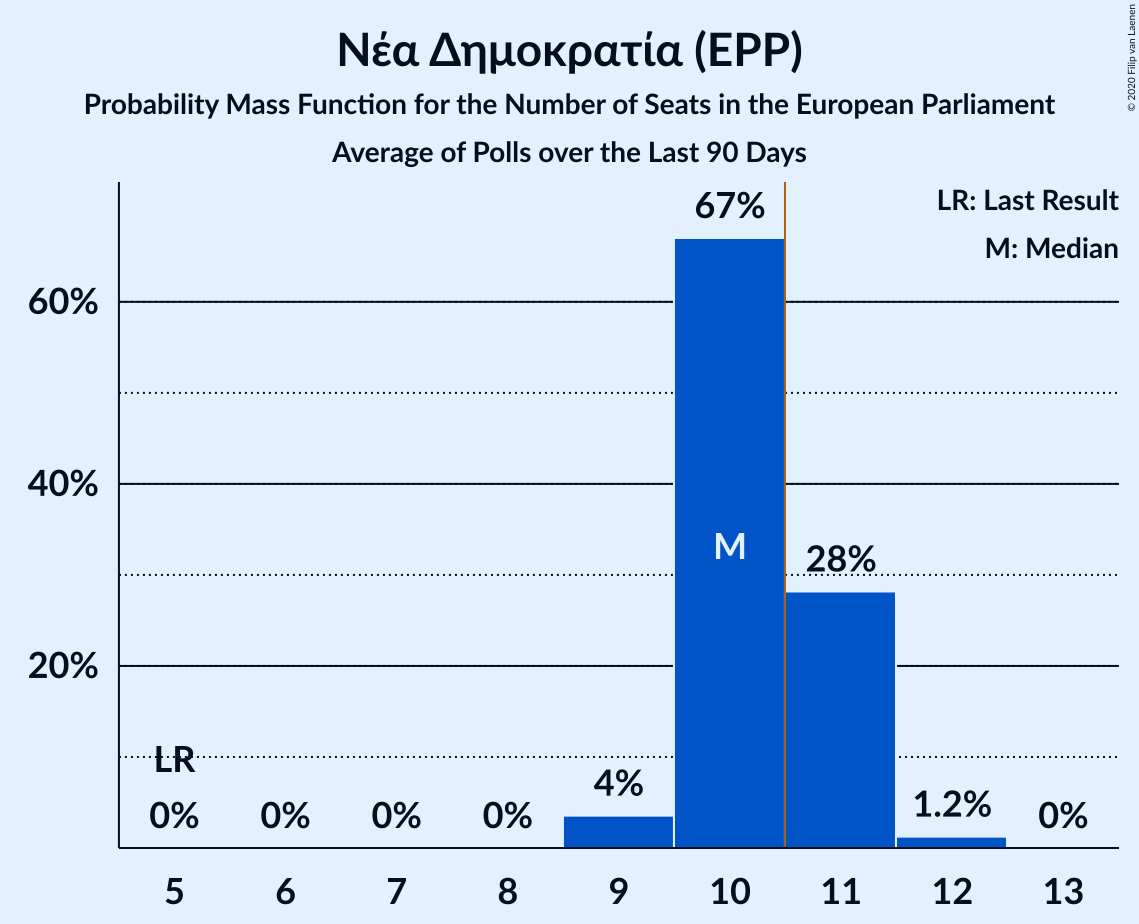 Νέα Δημοκρατία (EPP)
Probability Mass Function for the Number of Seats in the European Parliament
Average of Polls over the Last 90 Days
© 2020 Filip van Laenen
LR: Last Result
M: Median
67%
60%
40%
M
28%
20%
LR
0%
0%
0%
0%
4%
1.2%
0%
5 6 7 8 9 10 11 12 13